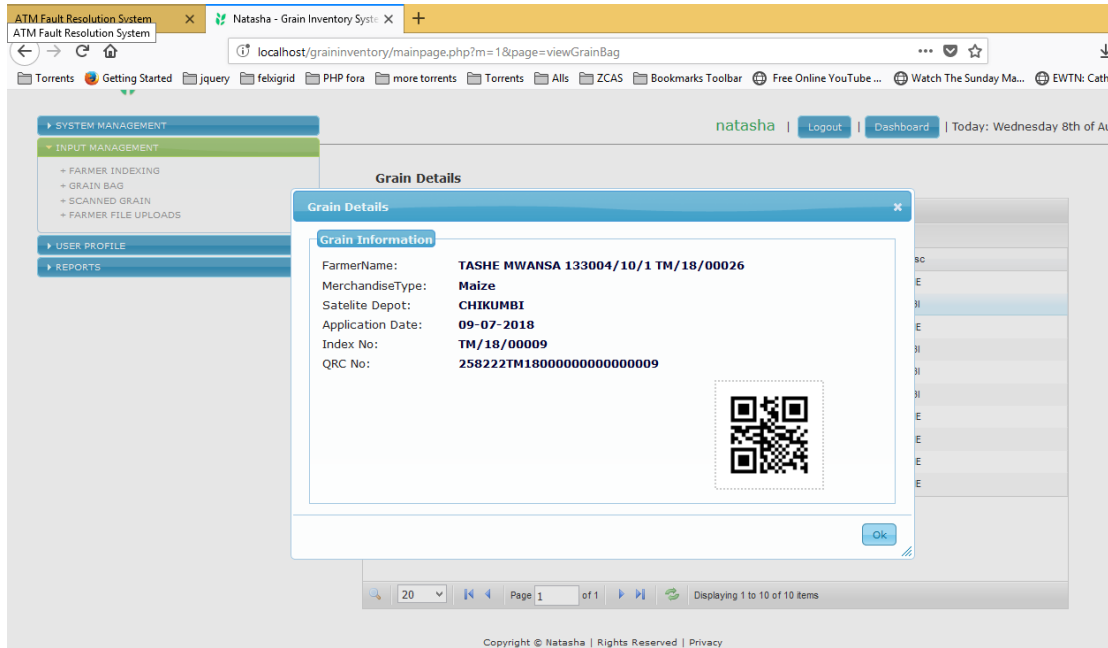 ATM Fault Resolution System
Natasha - Grain Inventory Syste
ATM Fault Resolution System
localhost/graininventory/mainpage.php?m=1&page=viewGrainBag
Torrents Getting Started jquery felxigrid PHP fora more torrents Torrents Alls ZCAS Bookmarks Toolbar Free Online YouTube ... Watch The Sunday Ma... EWTN: Cath
SYSTEM MANAGEMENT
natasha | Logout | Dashboard | Today: Wednesday 8th of Au
INPUT MANAGEMENT
+ FARMER INDEXING
+ GRAIN BAG
+ SCANNED GRAIN
+ FARMER FILE UPLOADS
USER PROFILE
REPORTS
Grain Details
Grain Details
Grain Information
FarmerName: TASHE MWANSA 133004/10/1 TM/18/00026
MerchandiseType: Maize
Satelite Depot: CHIKUMBI
Application Date: 09-07-2018
Index No: TM/18/00009
QRC No: 258222TM18000000000000009
Ok
sc
E
BI
E
BI
BI
BI
E
E
E
E
20 Page 1 of 1 Displaying 1 to 10 of 10 items
Copyright © Natasha | Rights Reserved | Privacy